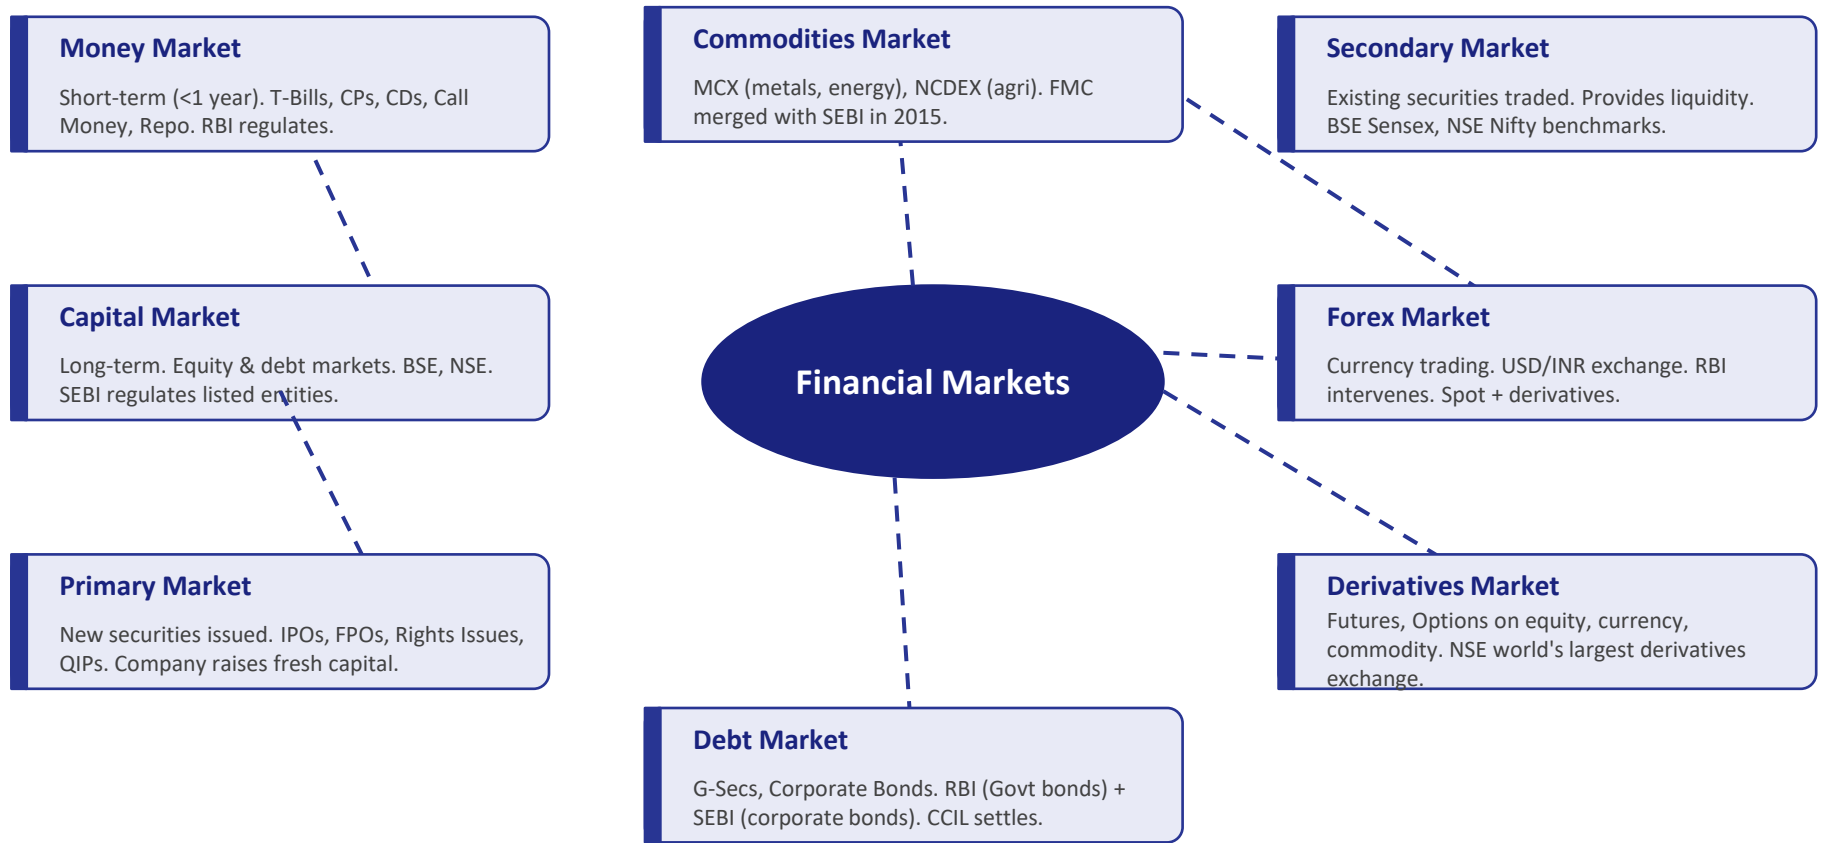 Money Market
Short-term (<1 year). T-Bills, CPs, CDs, Call
Money, Repo. RBI regulates.
Commodities Market
MCX (metals, energy), NCDEX (agri). FMC
merged with SEBI in 2015.
Secondary Market
Existing securities traded. Provides liquidity.
BSE Sensex, NSE Nifty benchmarks.
Capital Market
Long-term. Equity & debt markets. BSE, NSE.
SEBI regulates listed entities.
Financial Markets
Forex Market
Currency trading. USD/INR exchange. RBI
intervenes. Spot + derivatives.
Primary Market
New securities issued. IPOs, FPOs, Rights Issues,
QIPs. Company raises fresh capital.
Derivatives Market
Futures, Options on equity, currency,
commodity. NSE world's largest derivatives
exchange.
Debt Market
G-Secs, Corporate Bonds. RBI (Govt bonds) +
SEBI (corporate bonds). CCIL settles.